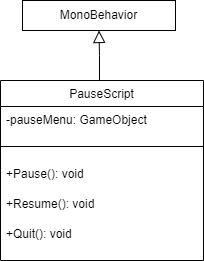 MonoBehavior
PauseScript
-pauseMenu: GameObject
+Pause(): void
+Resume(): void
+Quit(): void